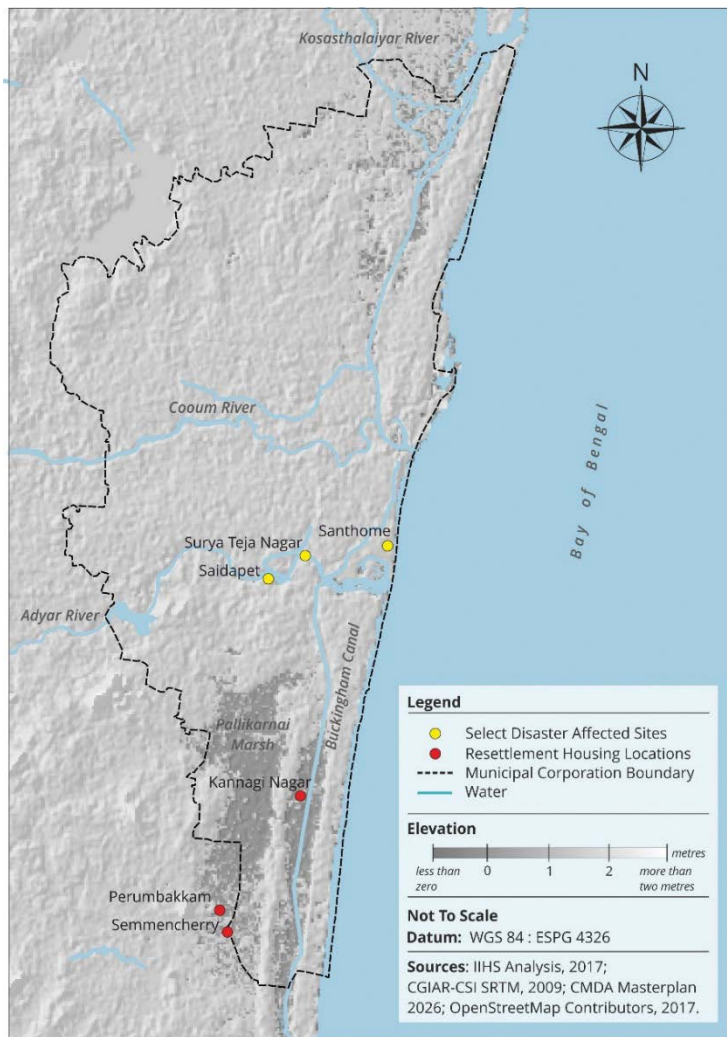 Kosasthalaiyar River
N
Cooum River
Bay of Bengal
Santhome
Surya Teja Nagar
Saidapet
Adyar River
Buckingham Canal
Pallikarnai
Marsh
Kannagi Nagar
Perumbakkam
Semmencherry
Legend
Select Disaster Affected Sites
Resettlement Housing Locations
Municipal Corporation Boundary
Water
Elevation
metres
less than
zero
0
1
2
more than
two metres
Not To Scale
Datum: WGS 84 : ESPG 4326
Sources: IIHS Analysis, 2017;
CGIAR-CSI SRTM, 2009; CMDA Masterplan
2026; OpenStreetMap Contributors, 2017.